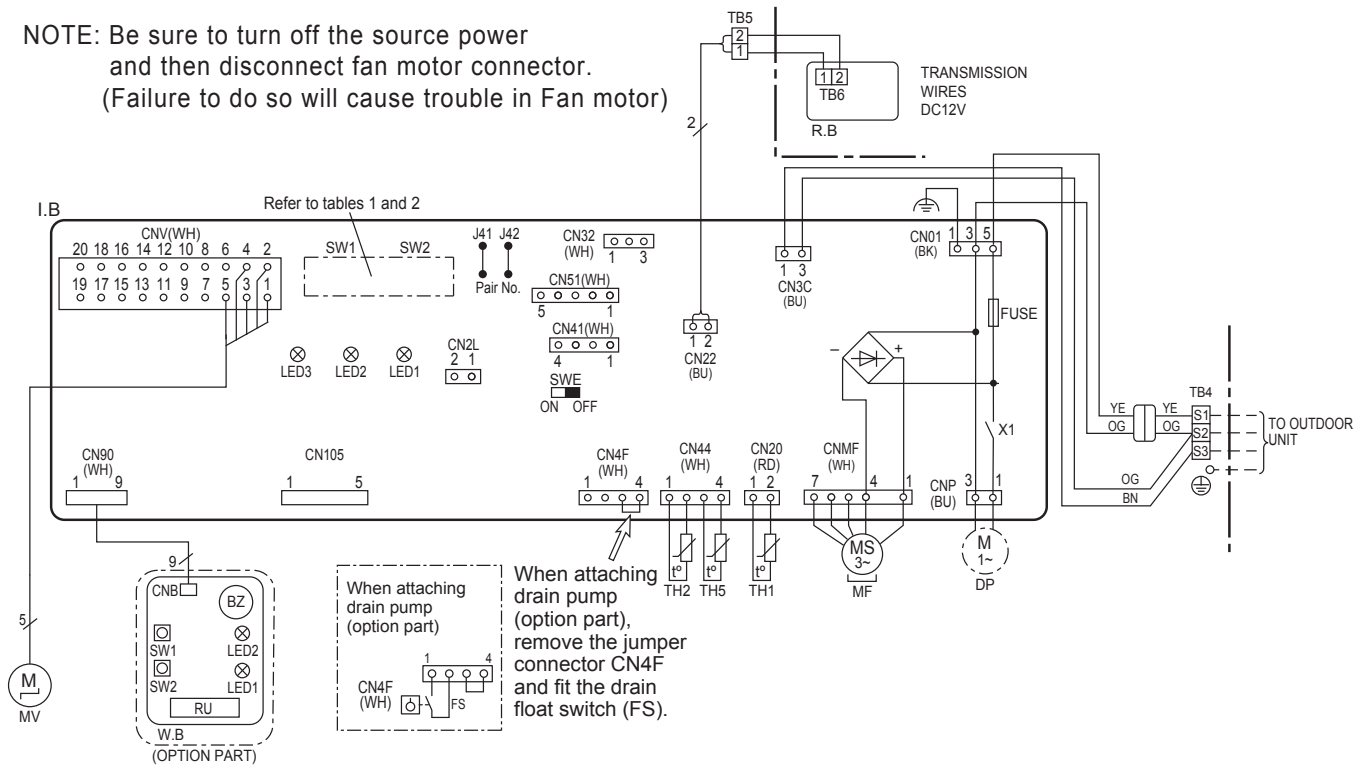 NOTE: Be sure to turn off the source power
and then disconnect fan motor connector.
(Failure to do so will cause trouble in Fan motor)
TB5
2
1
1 2
TB6
R.B
TRANSMISSION
WIRES
DC12V
2
I.B
Refer to tables 1 and 2
CNV(WH)
20 18 16 14 12 10 8 6 4 2
19 17 15 13 11 9 7 5 3 1
SW1 SW2
J41 J42
Pair No.
CN32
(WH)
1 3
CN51(WH)
5 1
CN41(WH)
4 1
SWE
ON OFF
LED3 LED2 LED1
CN2L
2 1
1 2
CN22
(BU)
1 3
CN3C
(BU)
CN01
(BK)
1 3 5
FUSE
– +
X1
TB4
YE YE S1
OG OG S2
S3
TO OUTDOOR
UNIT
OG
BN
CN90
(WH)
1 9
CN105
1 5
CN4F
(WH)
1 4
CN44
(WH)
1 4
CN20
(RD)
1 2
CNMF
(WH)
7 4 1
CNP
(BU)
3 1
t° t° t°
TH2 TH5 TH1
MS
3~
MF
M
1~
DP
9
CNB
BZ
SW1
SW2
LED2
LED1
RU
W.B
(OPTION PART)
5
M
MV
When attaching
drain pump
(option part)
1 4
CN4F
(WH)
FS
When attaching
drain pump
(option part),
remove the jumper
connector CN4F
and fit the drain
float switch (FS).